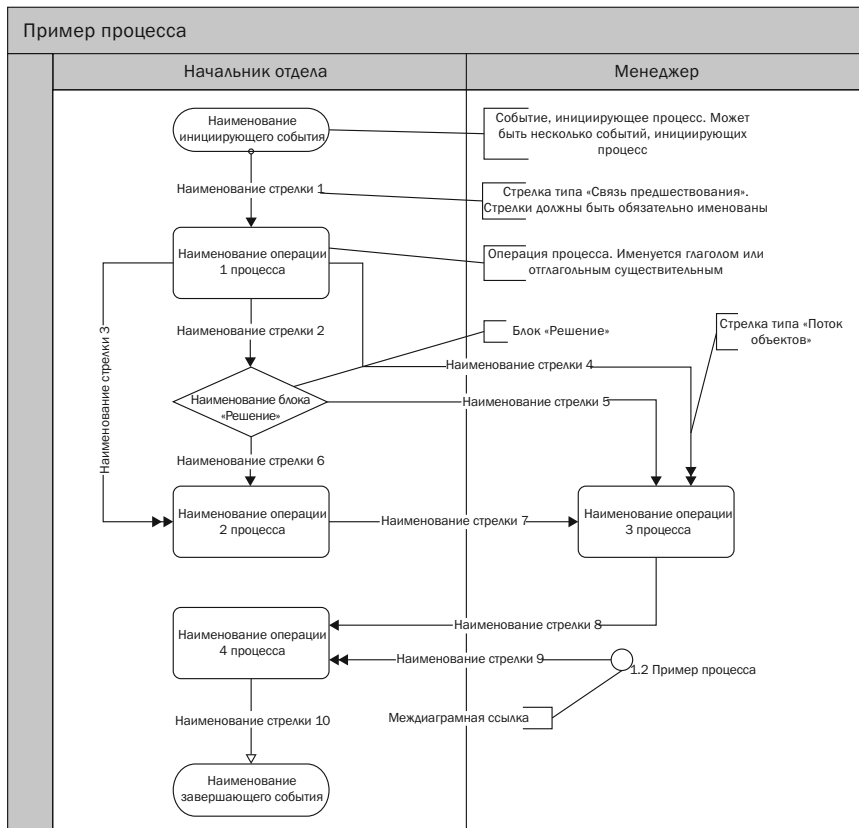 Пример процесса
Начальник отдела
Менеджер
Наименование
инициирующего события
Событие, инициирующее процесс. Может
быть несколько событий, инициирующих
процесс
Наименование стрелки 1
Стрелка типа «Связь предшествования».
Стрелки должны быть обязательно именованы
Наименование операции
1 процесса
Операция процесса. Именуется глаголом или
отглагольным существительным
Наименование стрелки 3
Наименование стрелки 2
Блок «Решение»
Стрелка типа «Поток
объектов»
Наименование стрелки 4
Наименование блока
«Решение»
Наименование стрелки 5
Наименование стрелки 6
Наименование операции
2 процесса
Наименование стрелки 7
Наименование операции
3 процесса
Наименование операции
4 процесса
Наименование стрелки 8
Наименование стрелки 9
1.2 Пример процесса
Наименование стрелки 10
Междиаграмная ссылка
Наименование
завершающего события